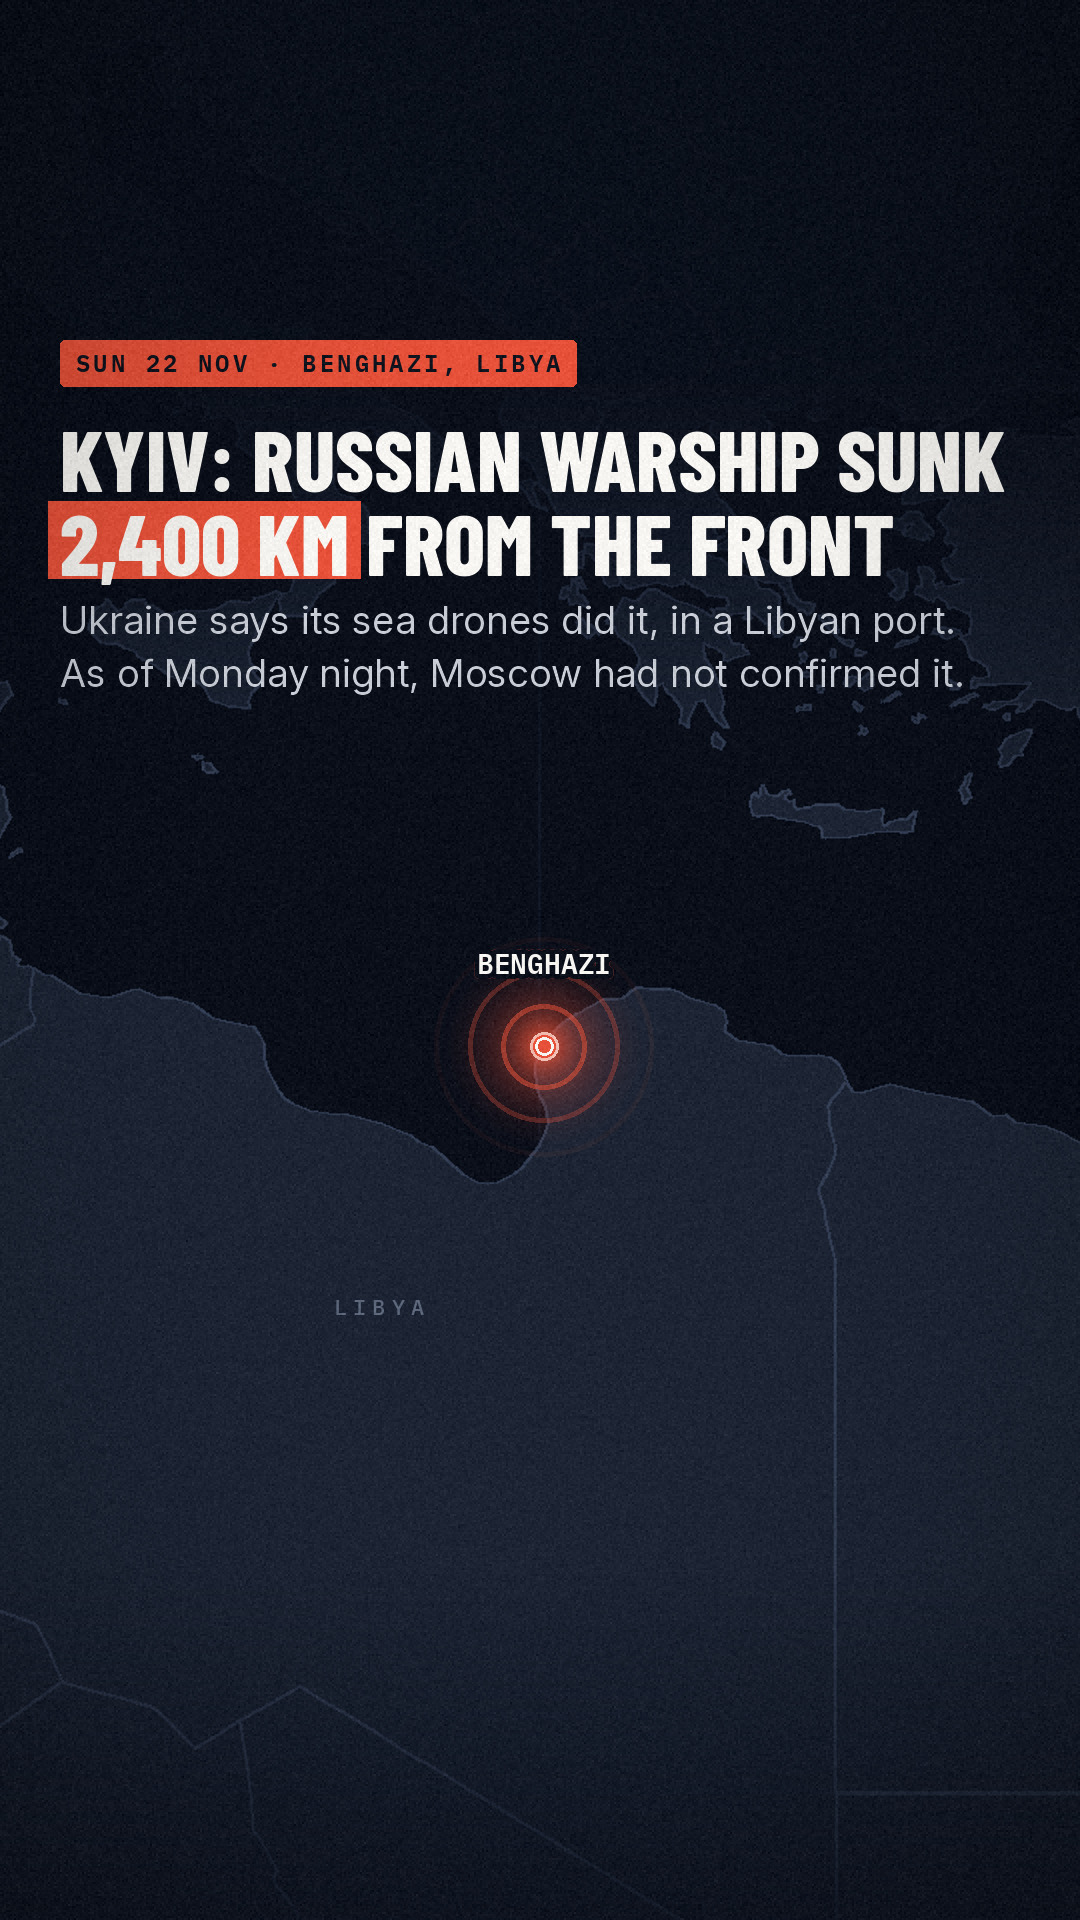 SUN 22 NOV · BENGHAZI, LIBYA
KYIV: RUSSIAN WARSHIP SUNK
2,400 KM FROM THE FRONT
Ukraine says its sea drones did it, in a Libyan port.
As of Monday night, Moscow had not confirmed it.
BENGHAZI
LIBYA